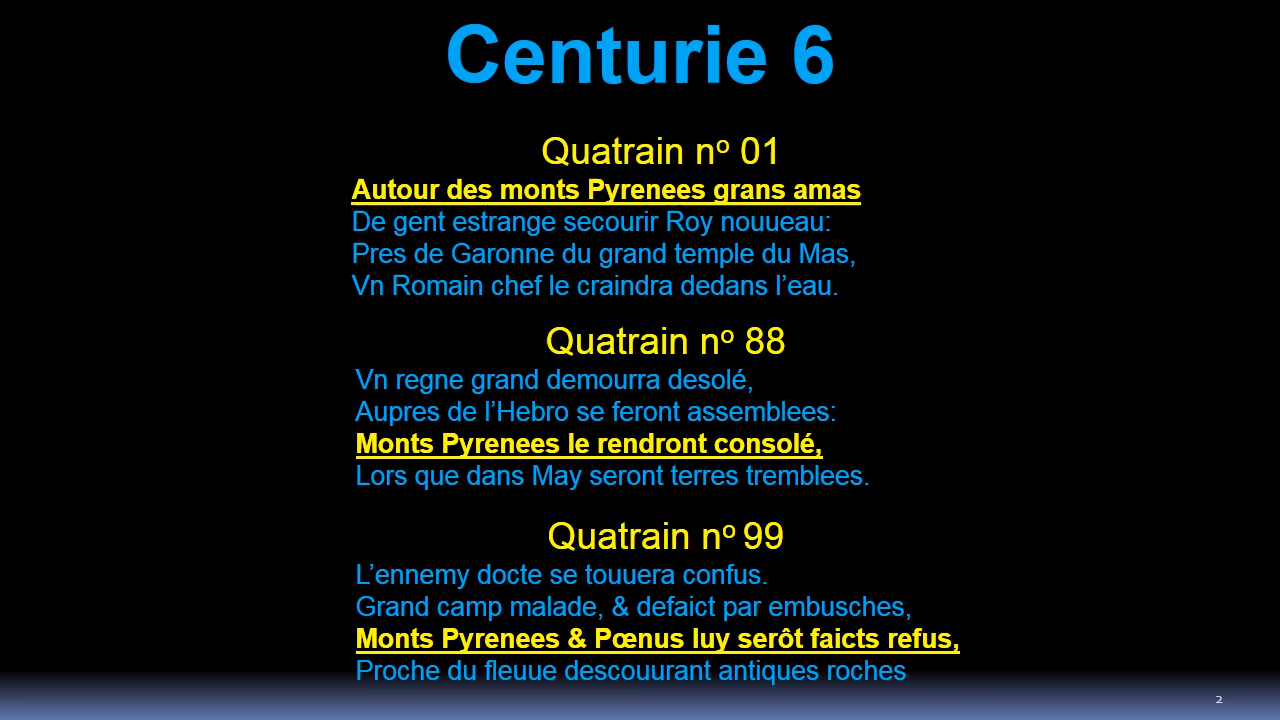 Centurie 6
Quatrain nº 01
Autour des monts Pyrenees grans amas
De gent estrange secourir Roy nouueau:
Pres de Garonne du grand temple du Mas,
Vn Romain chef le craindra dedans l’eau.
Quatrain nº 88
Vn regne grand demourra desolé,
Aupres de l’Hebro se feront assemblees:
Monts Pyrenees le rendront consolé,
Lors que dans May seront terres tremblees.
Quatrain nº 99
L’ennemy docte se touuera confus.
Grand camp malade, & defaict par embusches,
Monts Pyrenees & Pœnus luy serôt faicts refus,
Proche du fleuue descouurant antiques roches
2